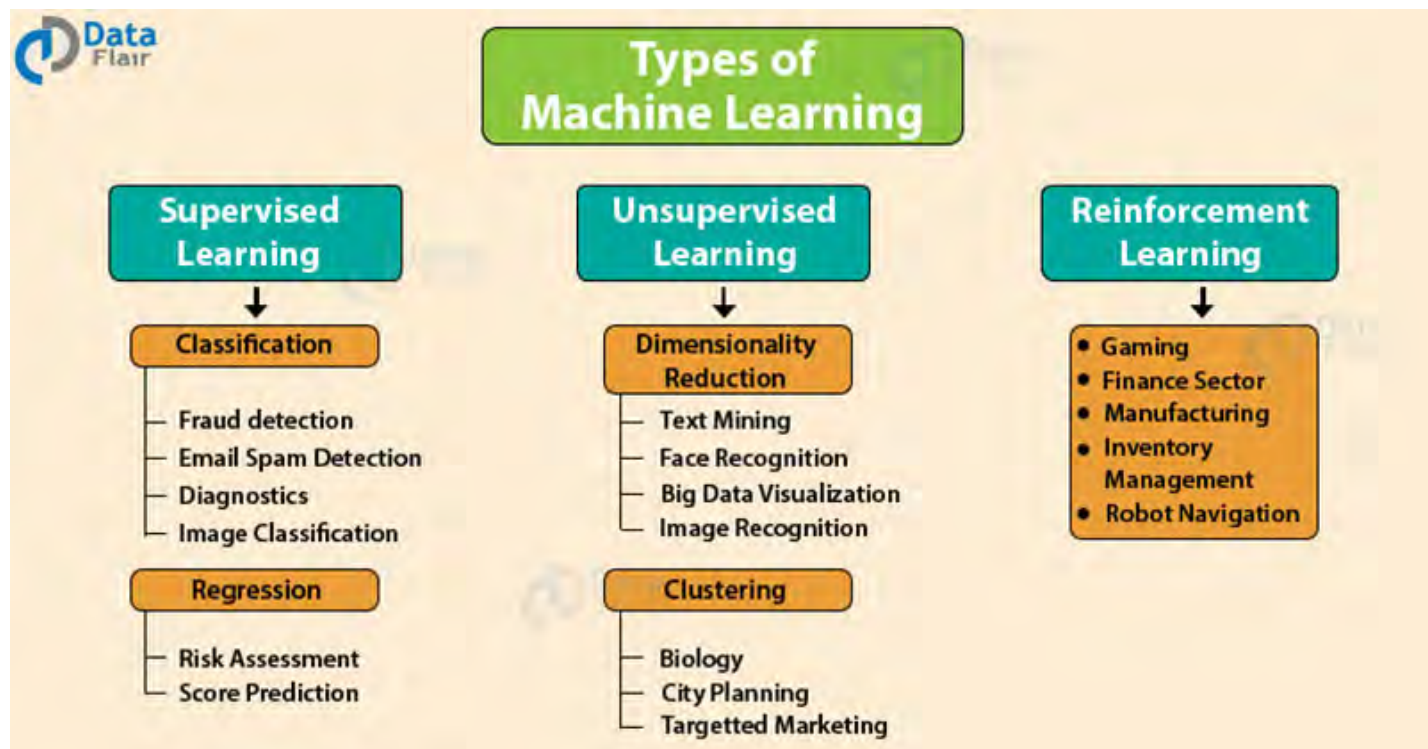 Data
Flair
Types of
Machine Learning
Supervised
Learning
Classification
Fraud detection
Email Spam Detection
Diagnostics
Image Classification
Regression
Risk Assessment
Score Prediction
Unsupervised
Learning
Dimensionality
Reduction
Text Mining
Face Recognition
Big Data Visualization
Image Recognition
Clustering
Biology
City Planning
Targetted Marketing
Reinforcement
Learning
Gaming
Finance Sector
Manufacturing
Inventory
Management
Robot Navigation